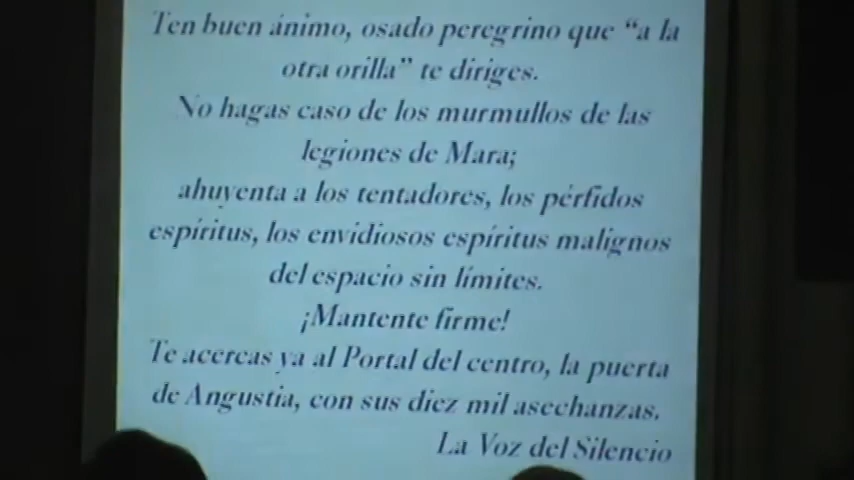 Ten buen ánimo, osado peregrino que “a la
otra orilla” te diriges.
No hagas caso de los murmullos de las
legiones de Mara;
ahuyenta a los tentadores, los pérfidos
espíritus, los envidiosos espíritus malignos
del espacio sin límites.
¡Mantente firme!
Te acercas ya al Portal del centro, la puerta
de Angustia, con sus diez mil asechanzas.
La Voz del Silencio